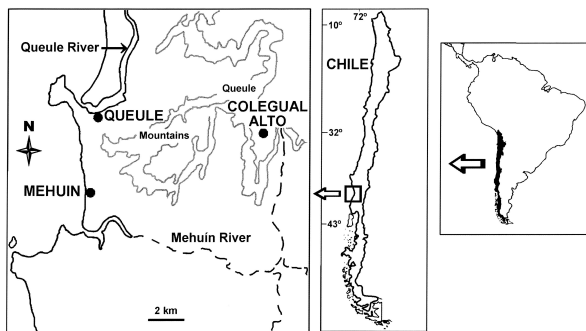 Queule River
Queule
QUEULE
COLEGUAL
ALTO
Mountains
N
MEHUIN
Mehuín River
2 km
72°
10°
CHILE
32°
43°